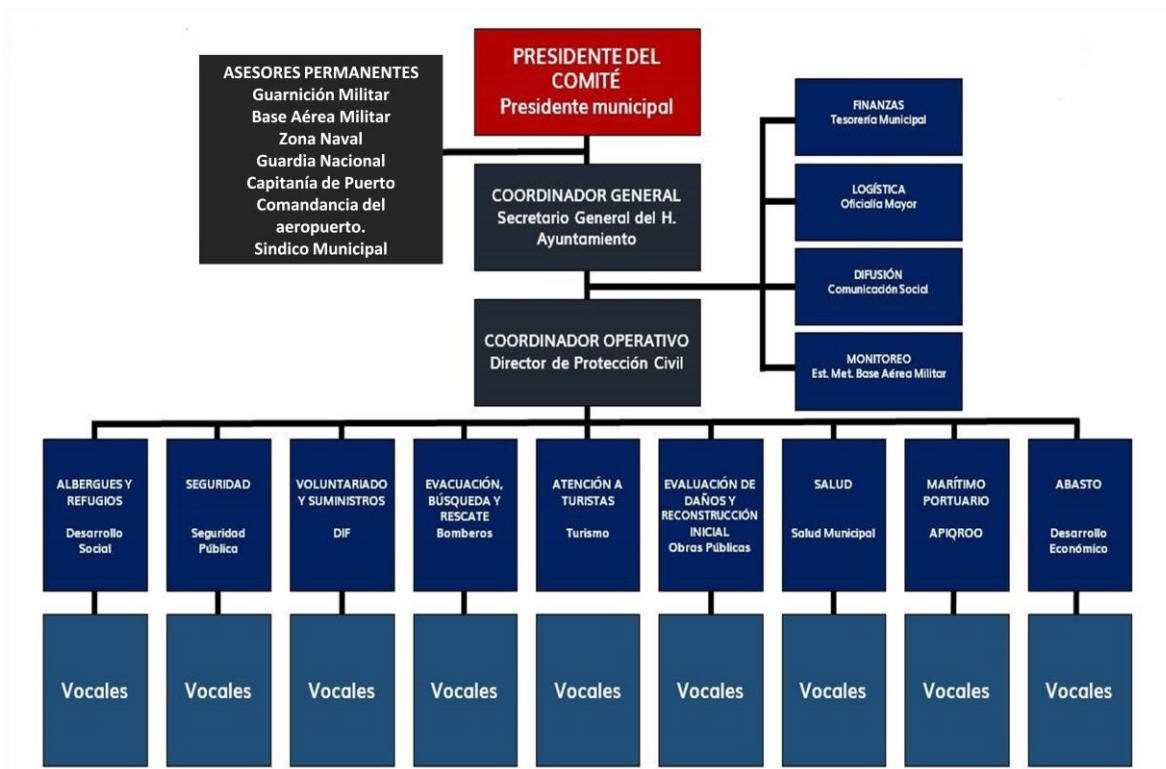 PRESIDENTE DEL
COMITÉ
Presidente municipal
ASESORES PERMANENTES
Guarnición Militar
Base Aérea Militar
Zona Naval
Guardia Nacional
Capitanía de Puerto
Comandancia del
aeropuerto.
Sindico Municipal
COORDINADOR GENERAL
Secretario General del H.
Ayuntamiento
COORDINADOR OPERATIVO
Director de Protección Civil
FINANZAS
Tesorería Municipal
LOGÍSTICA
Oficialía Mayor
DIFUSIÓN
Comunicación Social
MONITOREO
Est. Met. Base Aérea Militar
ALBERGUES Y
REFUGIOS
Desarrollo
Social
SEGURIDAD
Seguridad
Pública
VOLUNTARIADO
Y SUMINISTROS
DIF
EVACUACIÓN,
BÚSQUEDA Y
RESCATE
Bomberos
ATENCIÓN A
TURISTAS
Turismo
EVALUACIÓN DE
DAÑOS Y
RECONSTRUCCIÓN
INICIAL
Obras Públicas
SALUD
Salud Municipal
MARÍTIMO
PORTUARIO
APIQROO
ABASTO
Desarrollo
Económico
Vocales
Vocales
Vocales
Vocales
Vocales
Vocales
Vocales
Vocales
Vocales